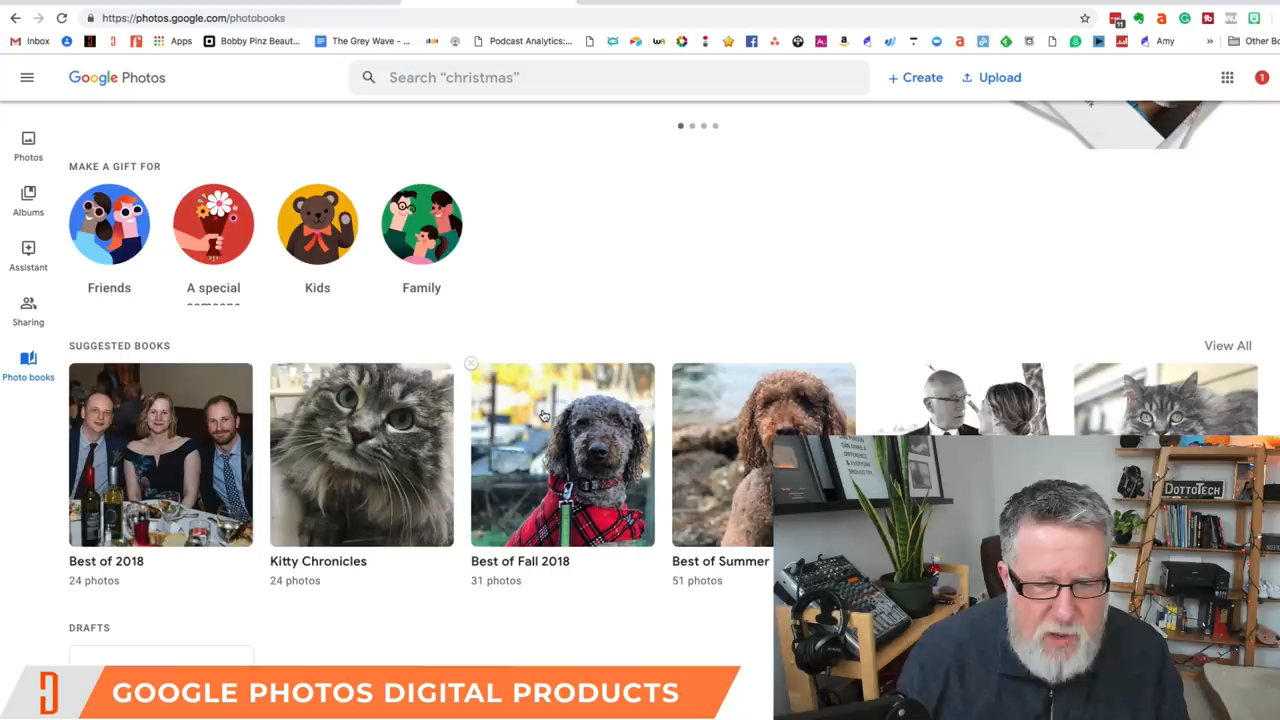 https://photos.google.com/photobooks
Inbox
Apps
Bobby Pinz Beaut...
The Grey Wave - ...
Podcast Analytics:...
Amy
»
Other Bo
Google Photos
Search “christmas”
+ Create
Upload
1
Photos
Albums
Assistant
Sharing
Photo books
MAKE A GIFT FOR
Friends
A special
someone
Kids
Family
SUGGESTED BOOKS
View All
Best of 2018
24 photos
Kitty Chronicles
24 photos
Best of Fall 2018
31 photos
Best of Summer
51 photos
DRAFTS
DOTTOTECH
GOOGLE PHOTOS DIGITAL PRODUCTS